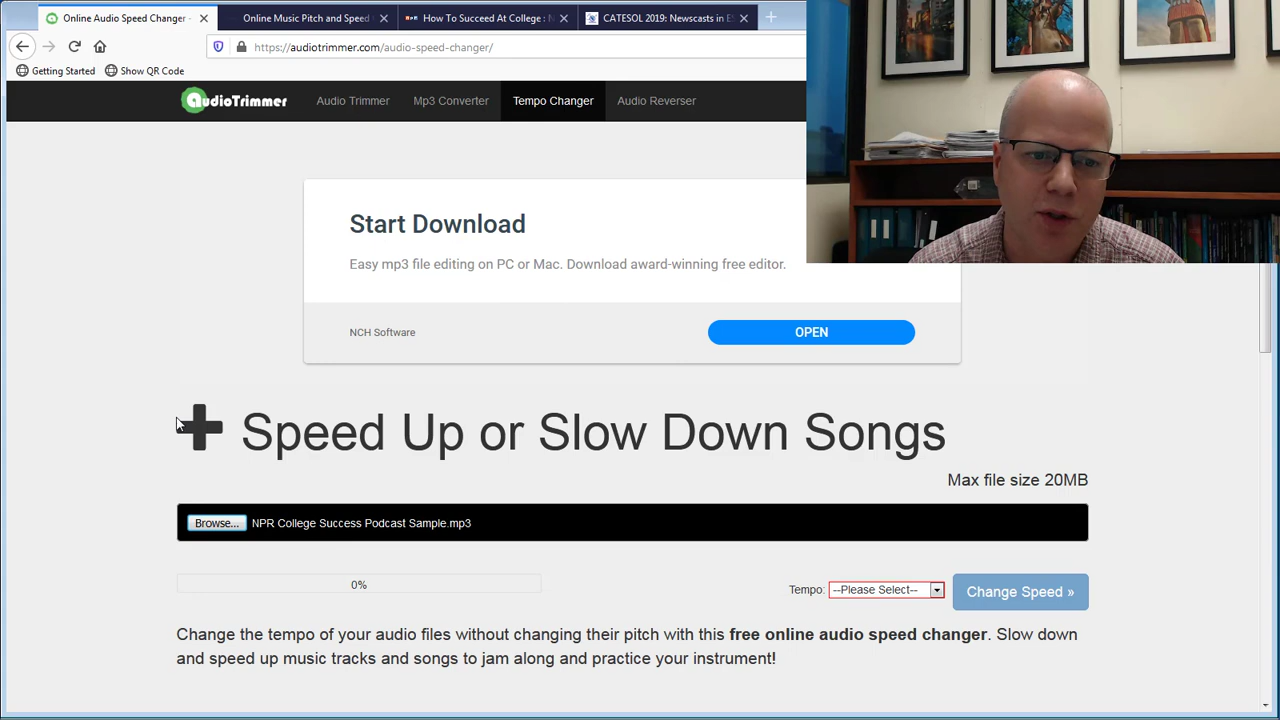 Online Audio Speed Changer -
Online Music Pitch and Speed
How To Succeed At College : N
CATESOL 2019: Newscasts in ES
https://audiotrimmer.com/audio-speed-changer/
Getting Started
Show QR Code
audioTrimmer
Audio Trimmer
Mp3 Converter
Tempo Changer
Audio Reverser
Start Download
Easy mp3 file editing on PC or Mac. Download award-winning free editor.
NCH Software
OPEN
Speed Up or Slow Down Songs
Max file size 20MB
Browse... NPR College Success Podcast Sample.mp3
0%
Tempo: --Please Select--
Change Speed »
Change the tempo of your audio files without changing their pitch with this free online audio speed changer. Slow down
and speed up music tracks and songs to jam along and practice your instrument!